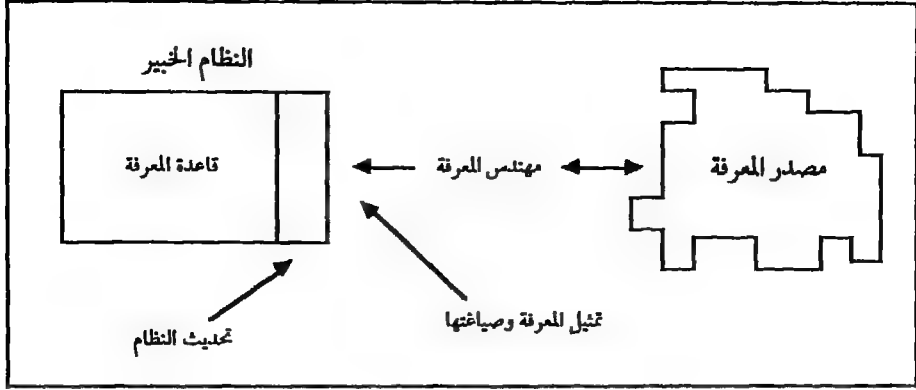 النظام الخبير
مصدر المعرفة
مهندس المعرفة
قاعدة المعرفة
تمثيل المعرفة وصياغتها
تحديث النظام